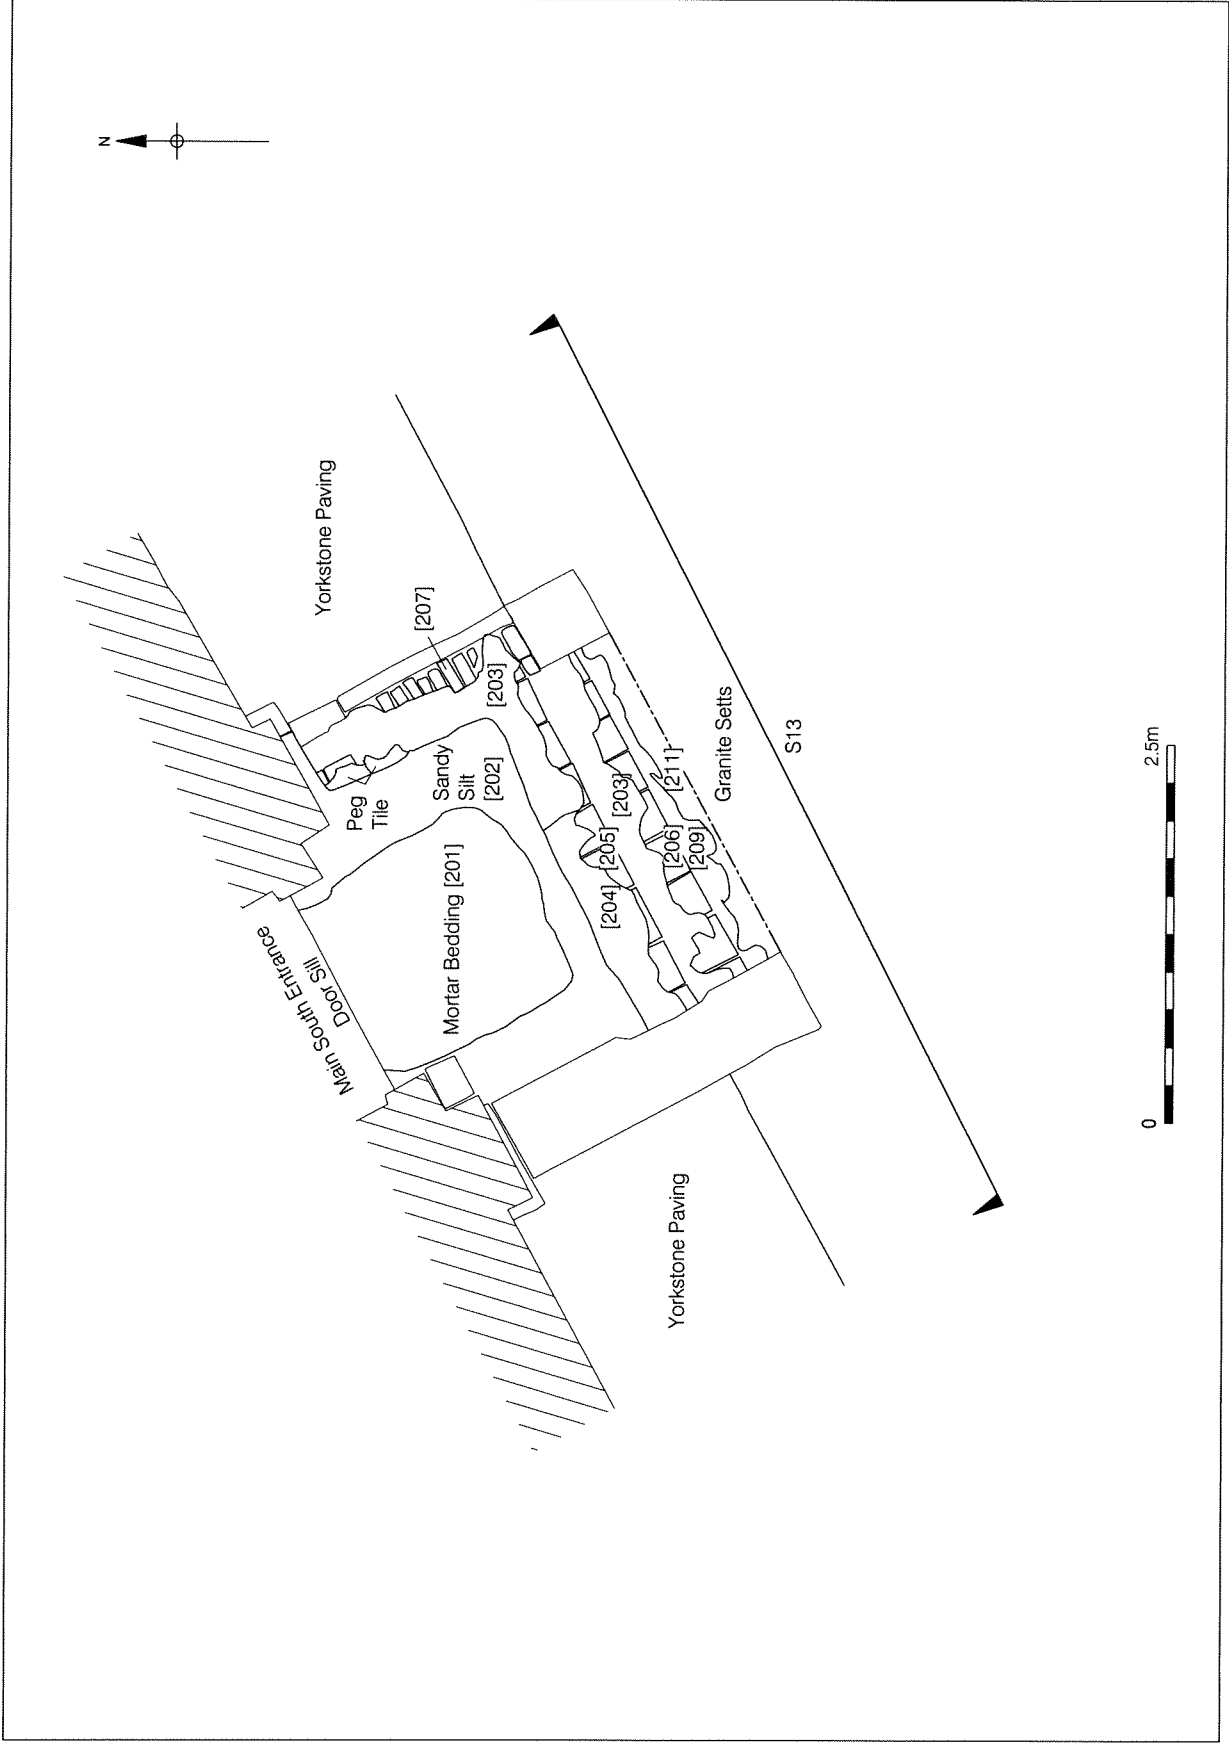 N
Yorkstone Paving
[207]
[203]
Sandy
Silt
[202]
Peg
Tile
Main South Entrance
Door Sill
Mortar Bedding [201]
[204]
[205]
[203]
[206]
[209]
[211]
Granite Setts
S13
Yorkstone Paving
0
2.5m